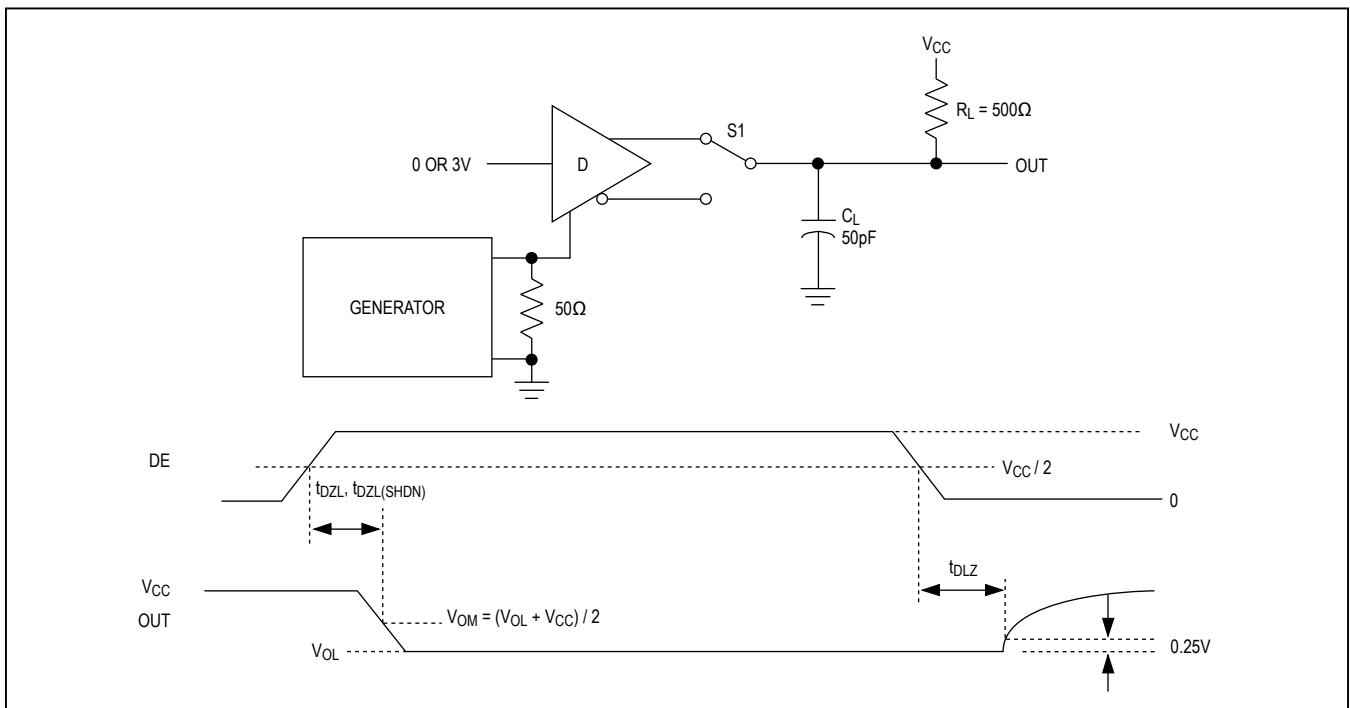 VCC
RL = 500Ω
S1
0 OR 3V
D
OUT
CL
50pF
GENERATOR
50Ω
VCC
DE
VCC / 2
tDZL, tDZL(SHDN)
0
tDLZ
VCC
OUT
VOM = (VOL + VCC) / 2
VOL
0.25V